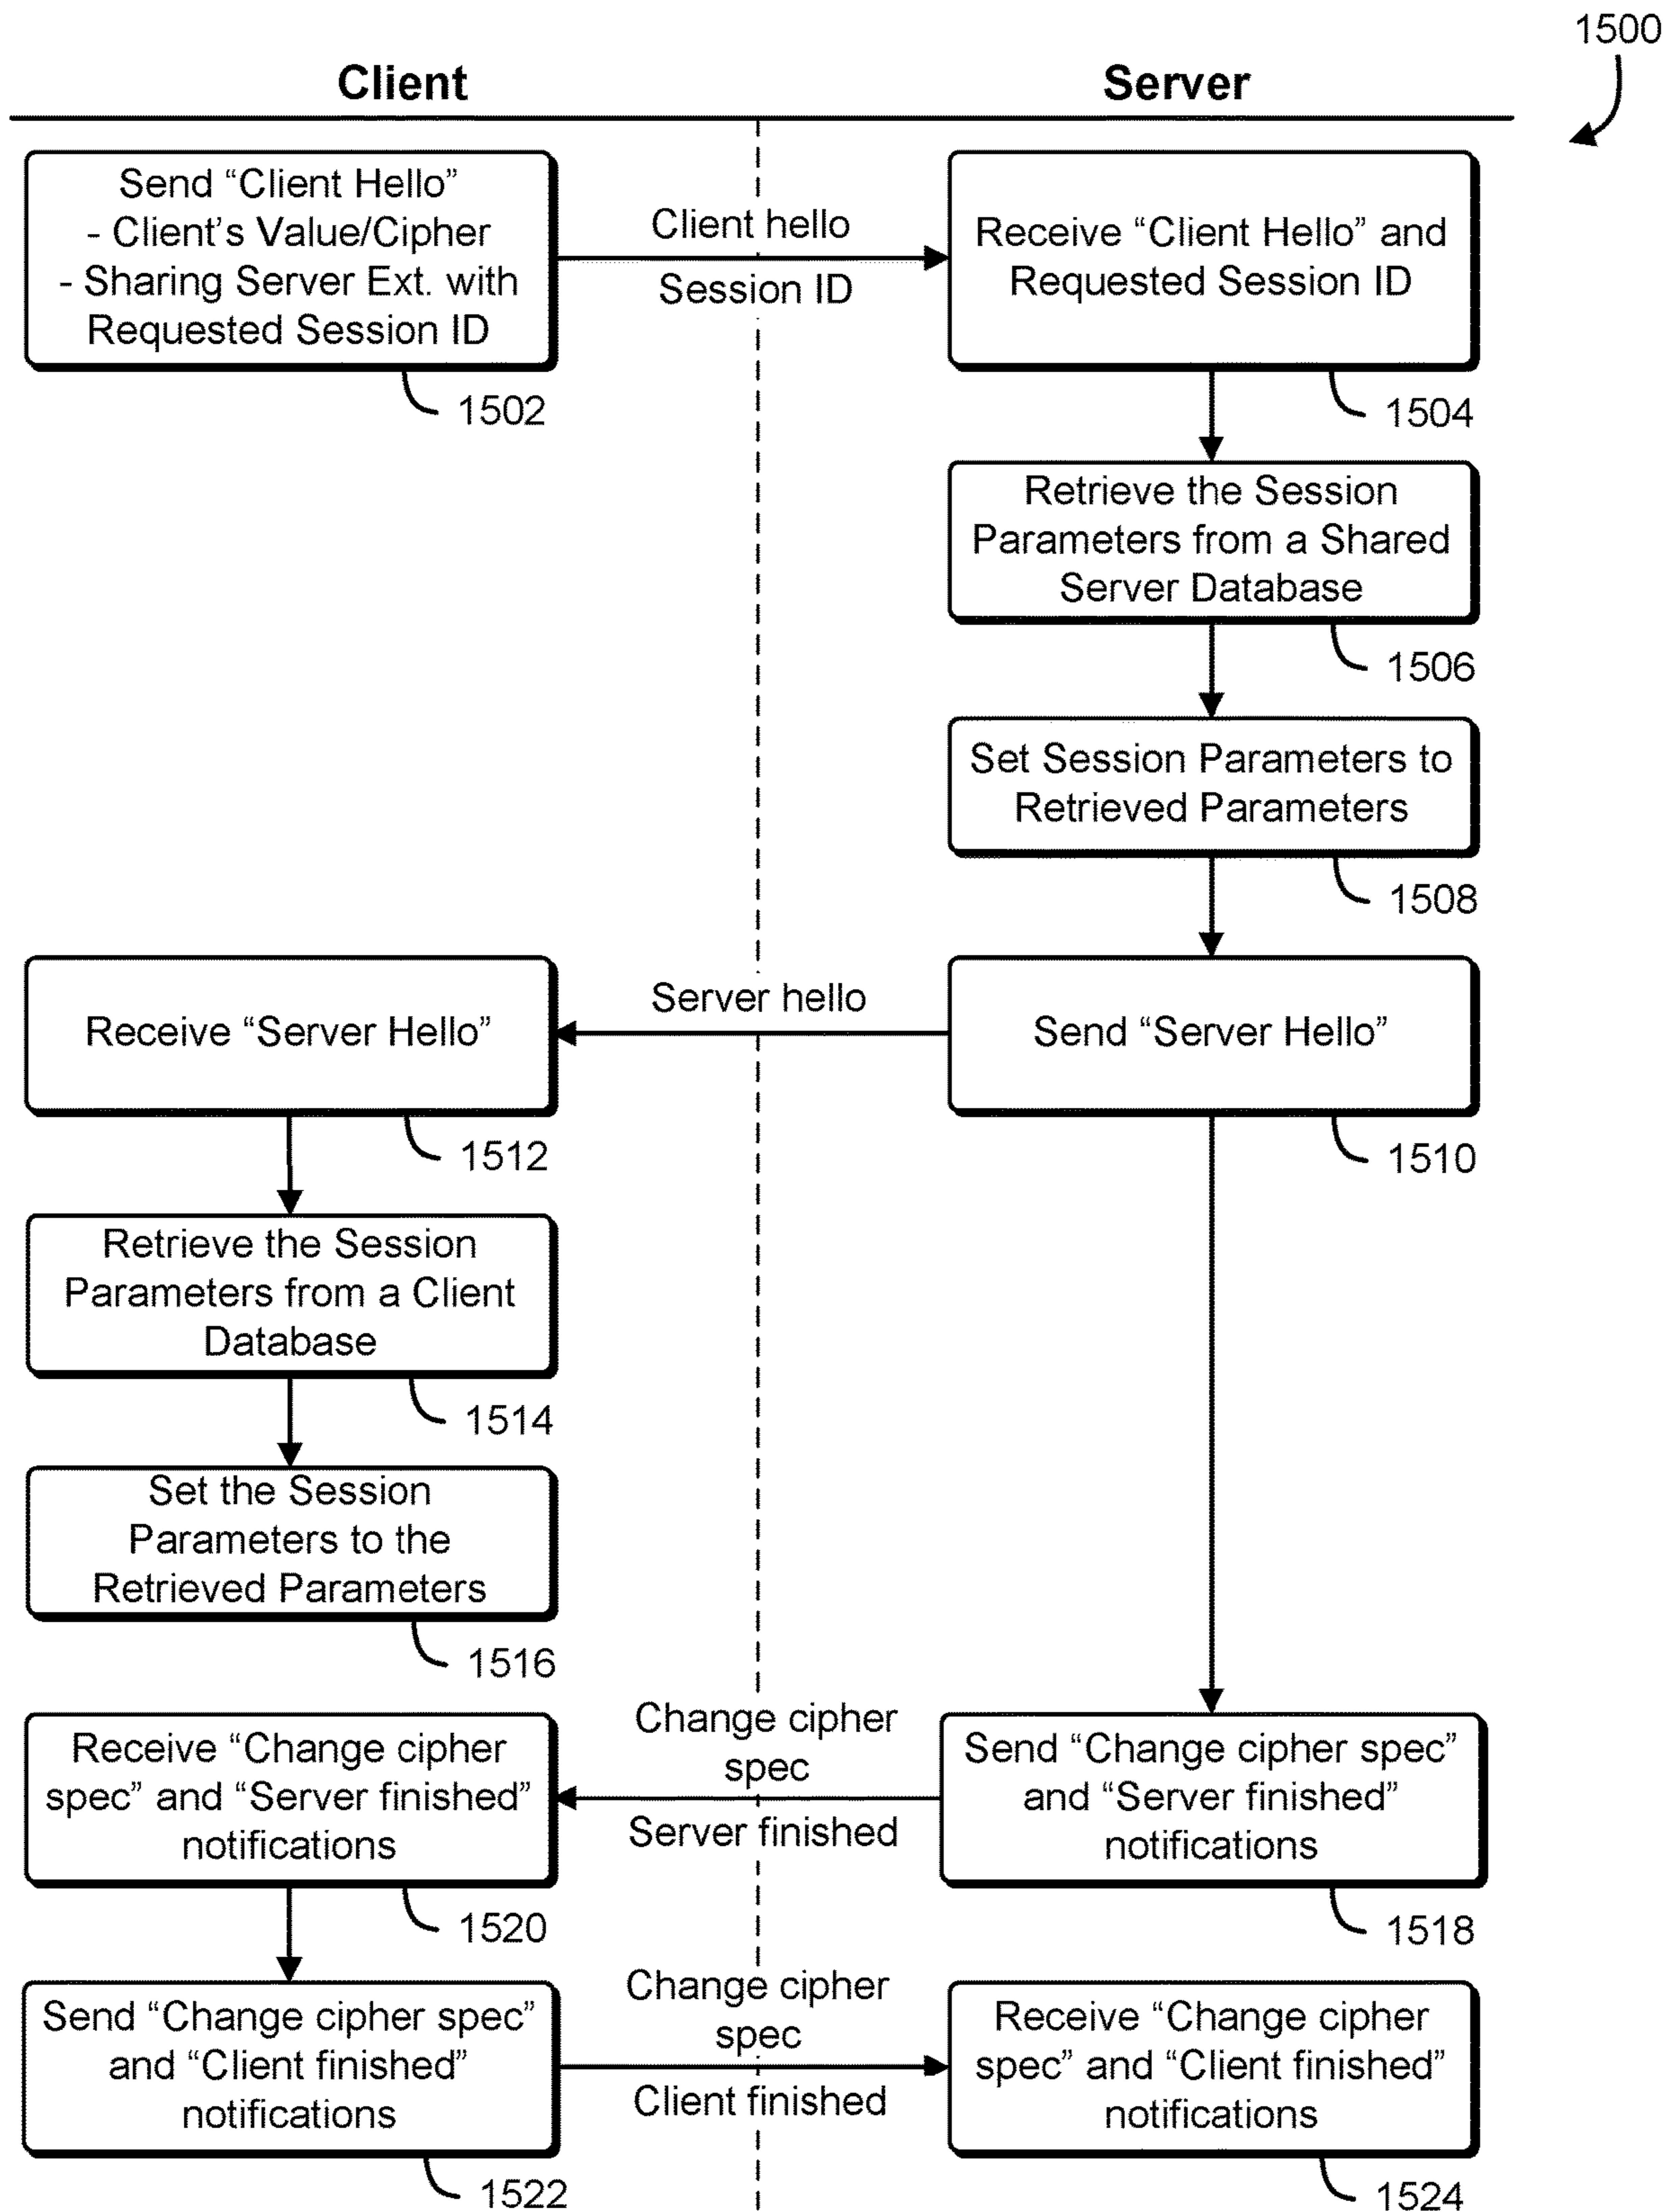 1500
Client
Server
Send “Client Hello”
- Client’s Value/Cipher
- Sharing Server Ext. with
Requested Session ID
1502
Client hello
Session ID
Receive “Client Hello” and
Requested Session ID
1504
Retrieve the Session
Parameters from a Shared
Server Database
1506
Set Session Parameters to
Retrieved Parameters
1508
Send “Server Hello”
1510
Server hello
Receive “Server Hello”
1512
Retrieve the Session
Parameters from a Client
Database
1514
Set the Session
Parameters to the
Retrieved Parameters
1516
Send “Change cipher spec”
and “Server finished”
notifications
1518
Change cipher
spec
Server finished
Receive “Change cipher
spec” and “Server finished”
notifications
1520
Send “Change cipher spec”
and “Client finished”
notifications
1522
Change cipher
spec
Client finished
Receive “Change cipher
spec” and “Client finished”
notifications
1524